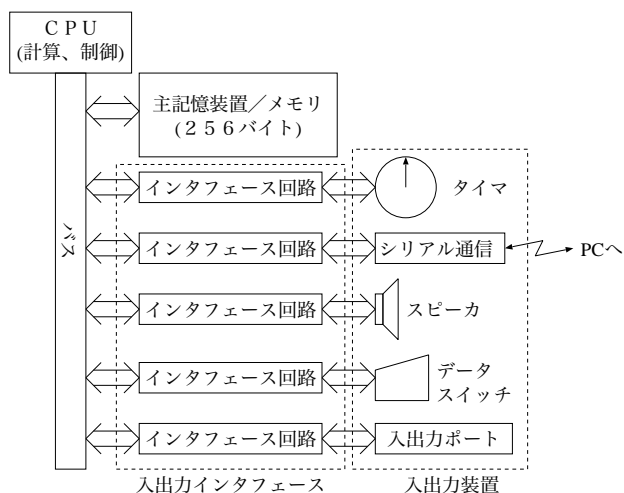 ＣＰＵ
(計算、制御)
主記憶装置／メモリ
(２５６バイト)
バス
インタフェース回路
タイマ
インタフェース回路
シリアル通信
PCへ
インタフェース回路
スピーカ
インタフェース回路
データ
スイッチ
インタフェース回路
入出力ポート
入出力インタフェース
入出力装置